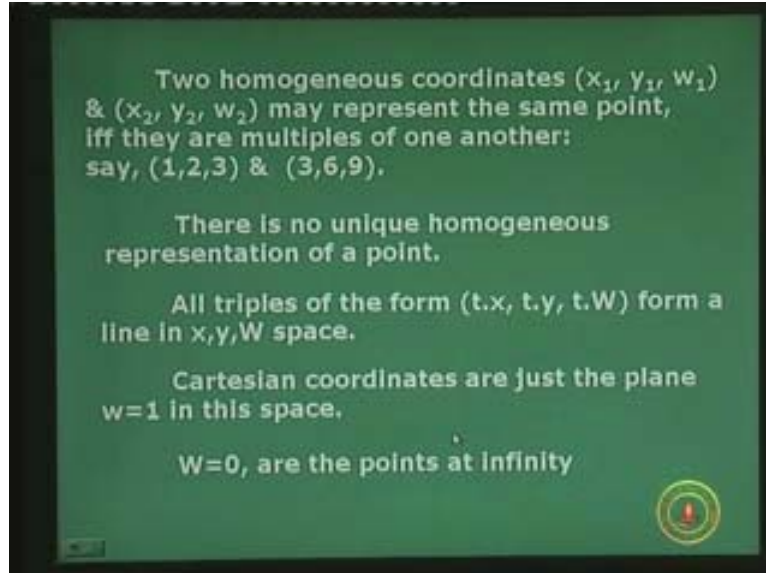 Two homogeneous coordinates (x₁, y₁, w₁)
& (x₂, y₂, w₂) may represent the same point,
iff they are multiples of one another:
say, (1,2,3) & (3,6,9).
There is no unique homogeneous
representation of a point.
All triples of the form (t.x, t.y, t.W) form a
line in x,y,W space.
Cartesian coordinates are just the plane
w=1 in this space.
W=0, are the points at infinity